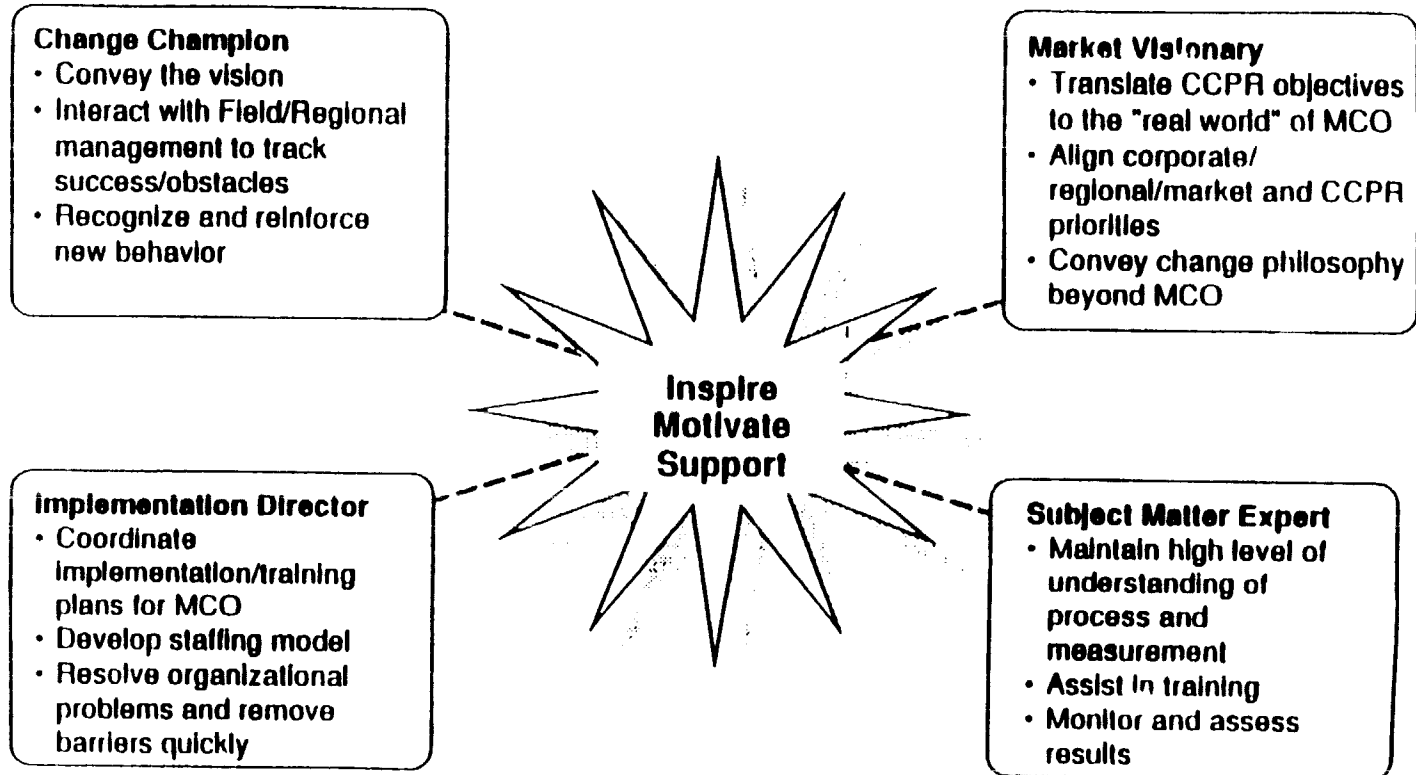 Change Champion
• Convey the vision
• Interact with Field/Regional
management to track
success/obstacles
• Recognize and reinforce
new behavior
Market Visionary
• Translate CCPR objectives
to the "real world" of MCO
• Align corporate/
regional/market and CCPR
priorities
• Convey change philosophy
beyond MCO
Inspire
Motivate
Support
Implementation Director
• Coordinate
implementation/training
plans for MCO
• Develop staffing model
• Resolve organizational
problems and remove
barriers quickly
Subject Matter Expert
• Maintain high level of
understanding of
process and
measurement
• Assist in training
• Monitor and assess
results